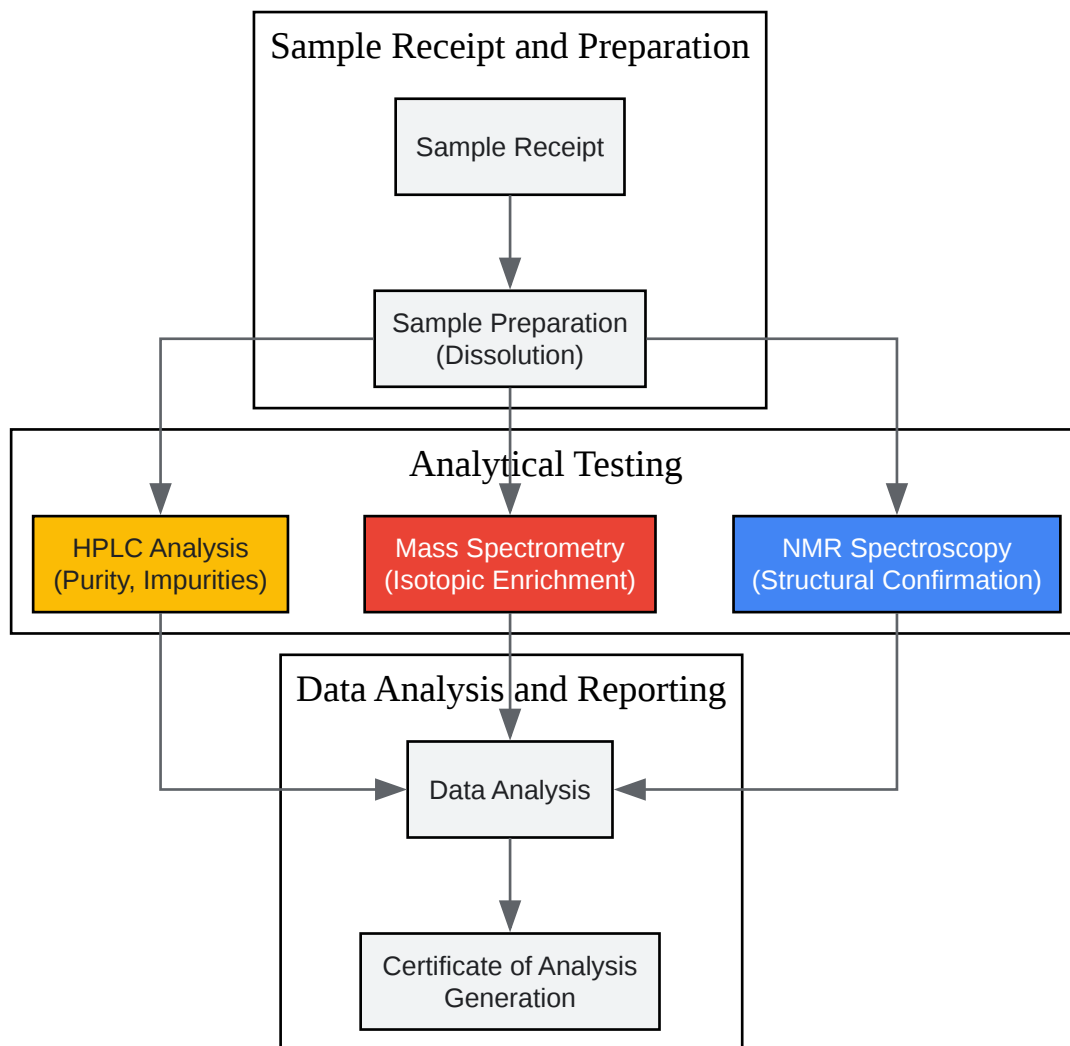 Sample Receipt and Preparation
Sample Receipt
Sample Preparation
(Dissolution)
Analytical Testing
HPLC Analysis
(Purity, Impurities)
Mass Spectrometry
(Isotopic Enrichment)
NMR Spectroscopy
(Structural Confirmation)
Data Analysis and Reporting
Data Analysis
Certificate of Analysis
Generation